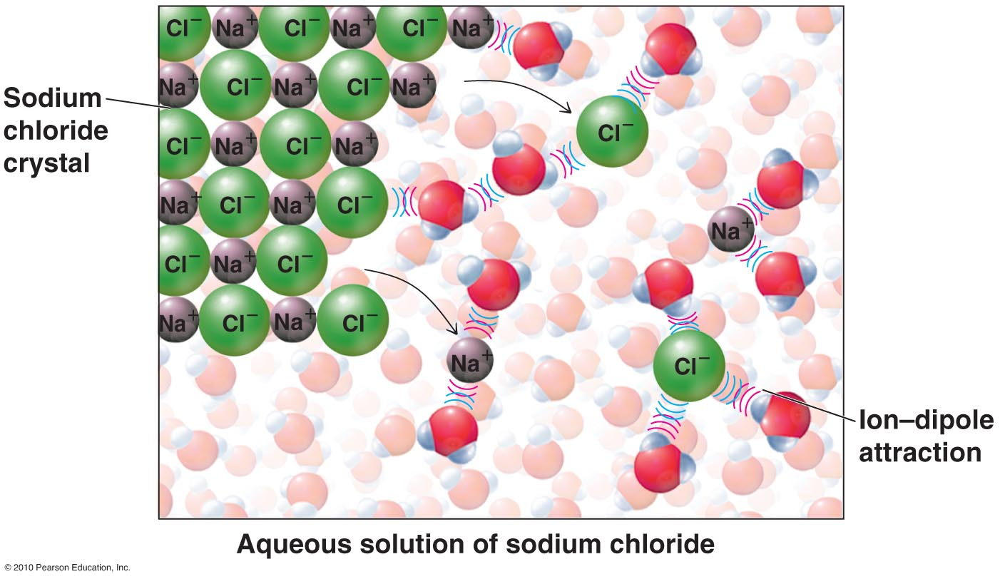 Cl⁻ Na⁺ Cl⁻ Na⁺ Cl⁻ Na⁺
Na⁺ Cl⁻ Na⁺ Cl⁻ Na⁺
Sodium
chloride
crystal
Cl⁻
Cl⁻ Na⁺ Cl⁻ Na⁺
Na⁺ Cl⁻ Na⁺ Cl⁻
Na⁺
Cl⁻ Na⁺ Cl⁻
Na⁺ Cl⁻ Na⁺ Cl⁻
Na⁺
Cl⁻
Ion–dipole
attraction
Aqueous solution of sodium chloride
© 2010 Pearson Education, Inc.